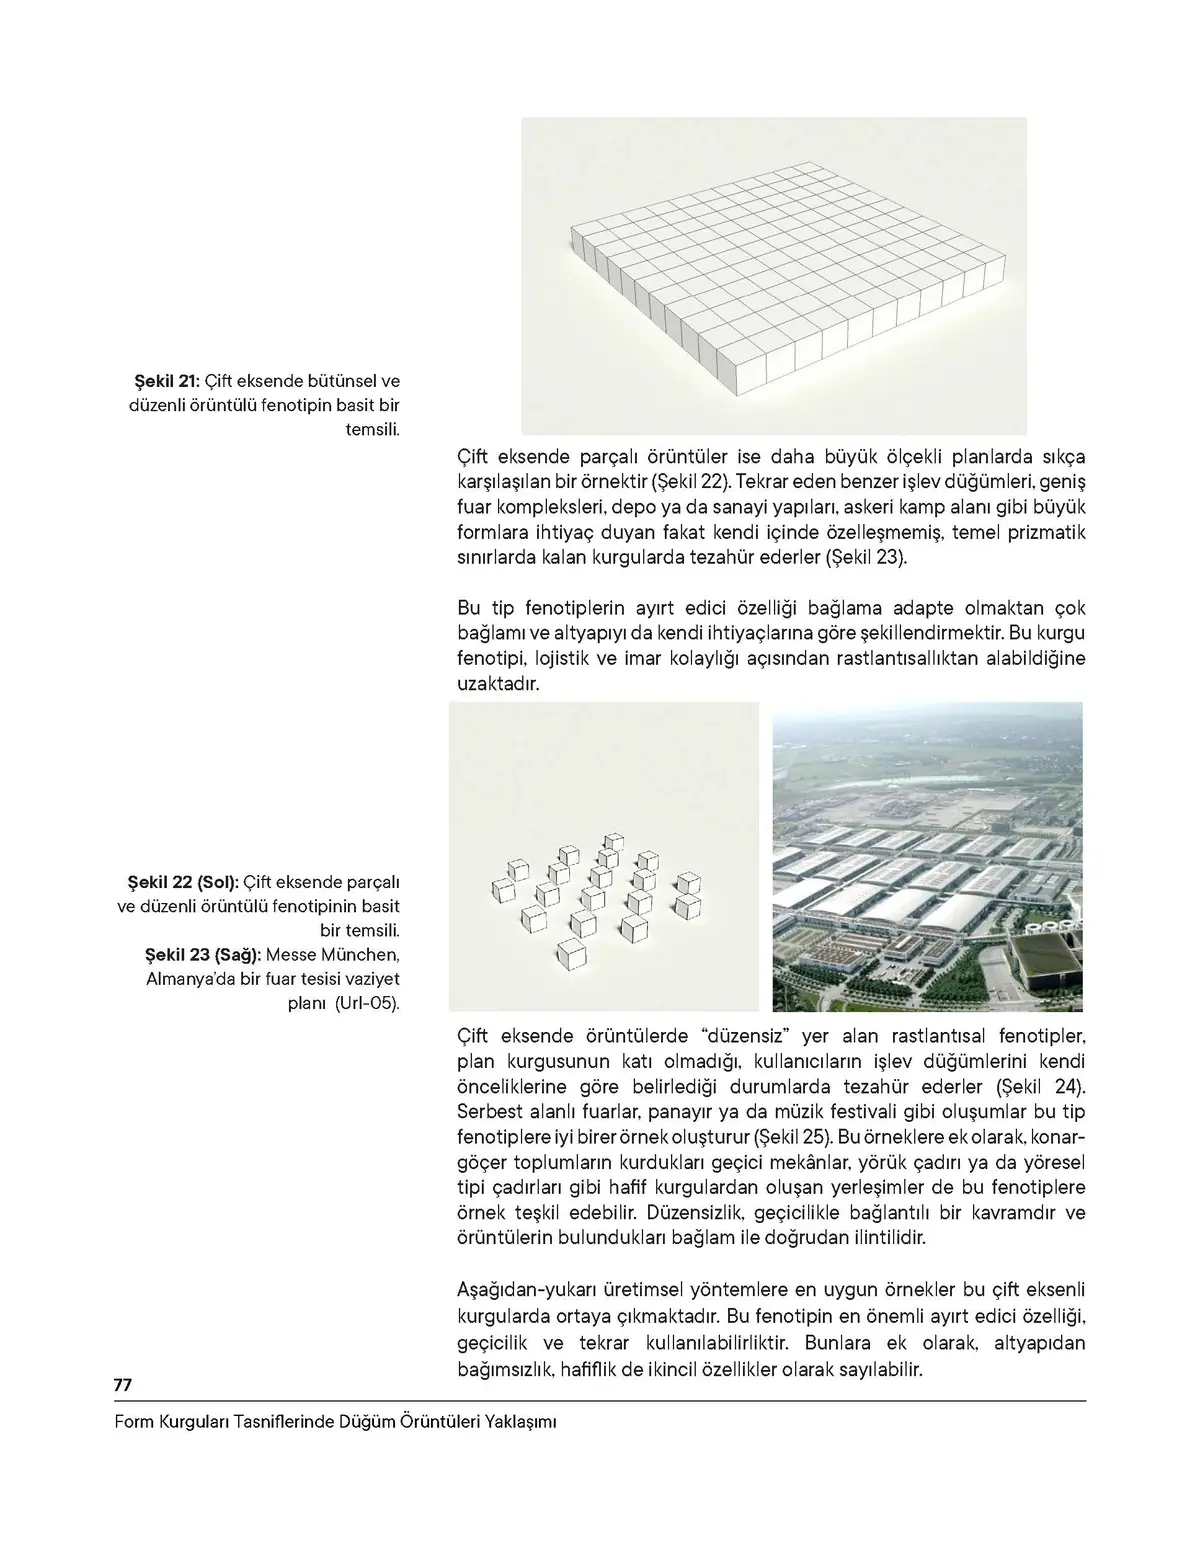 Şekil 21: Çift eksende bütünsel ve
düzenli örüntülü fenotipin basit bir
temsili.
Çift eksende parçalı örüntüler ise daha büyük ölçekli planlarda sıkça
karşılaşılan bir örnektir (Şekil 22). Tekrar eden benzer işlev düğümleri, geniş
fuar kompleksleri, depo ya da sanayi yapıları, askeri kamp alanı gibi büyük
formlara ihtiyaç duyan fakat kendi içinde özelleşmemiş, temel prizmatik
sınırlarda kalan kurgularda tezahür ederler (Şekil 23).
Bu tip fenotiplerin ayırt edici özelliği bağlama adapte olmaktan çok
bağlamı ve altyapıyı da kendi ihtiyaçlarına göre şekillendirmektir. Bu kurgu
fenotipi, lojistik ve imar kolaylığı açısından rastlantısallıktan alabildiğine
uzaktadır.
Şekil 22 (Sol): Çift eksende parçalı
ve düzenli örüntülü fenotipinin basit
bir temsili.
Şekil 23 (Sağ): Messe München,
Almanya'da bir fuar tesisi vaziyet
planı (Url-05).
Çift eksende örüntülerde “düzensiz” yer alan rastlantısal fenotipler,
plan kurgusunun katı olmadığı, kullanıcıların işlev düğümlerini kendi
önceliklerine göre belirlediği durumlarda tezahür ederler (Şekil 24).
Serbest alanlı fuarlar, panayır ya da müzik festivali gibi oluşumlar bu tip
fenotiplere iyi birer örnek oluşturur (Şekil 25). Bu örneklere ek olarak, konar-
göçer toplumların kurdukları geçici mekânlar, yörük çadırı ya da yöresel
tipi çadırları gibi hafif kurgulardan oluşan yerleşimler de bu fenotiplere
örnek teşkil edebilir. Düzensizlik, geçicilikle bağlantılı bir kavramdır ve
örüntülerin bulundukları bağlam ile doğrudan ilintilidir.
Aşağıdan-yukarı üretimsel yöntemlere en uygun örnekler bu çift eksenli
kurgularda ortaya çıkmaktadır. Bu fenotipin en önemli ayırt edici özelliği,
geçicilik ve tekrar kullanılabilirliktir. Bunlara ek olarak, altyapıdan
bağımsızlık, hafiflik de ikincil özellikler olarak sayılabilir.
77
Form Kurguları Tasniflerinde Düğüm Örüntüleri Yaklaşımı